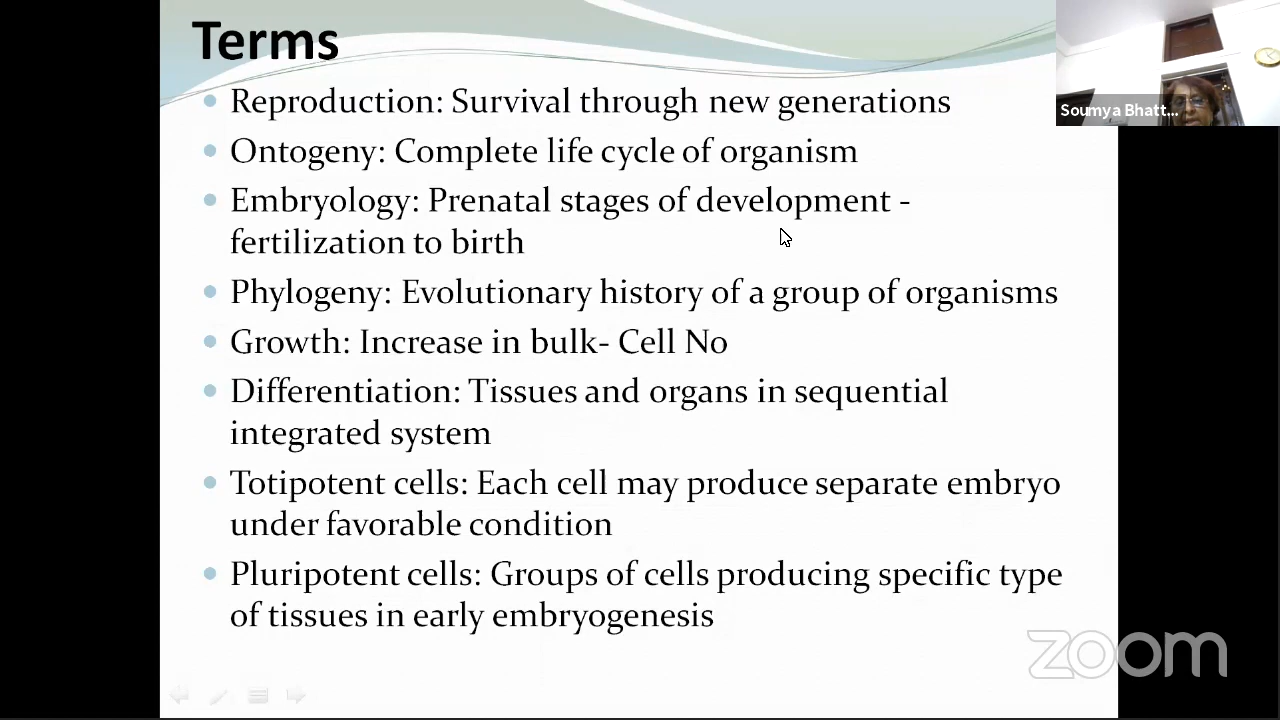 Terms
Reproduction: Survival through new generations
Ontogeny: Complete life cycle of organism
Embryology: Prenatal stages of development -
fertilization to birth
Phylogeny: Evolutionary history of a group of organisms
Growth: Increase in bulk- Cell No
Differentiation: Tissues and organs in sequential
integrated system
Totipotent cells: Each cell may produce separate embryo
under favorable condition
Pluripotent cells: Groups of cells producing specific type
of tissues in early embryogenesis
Soumya Bhatt...
zoom